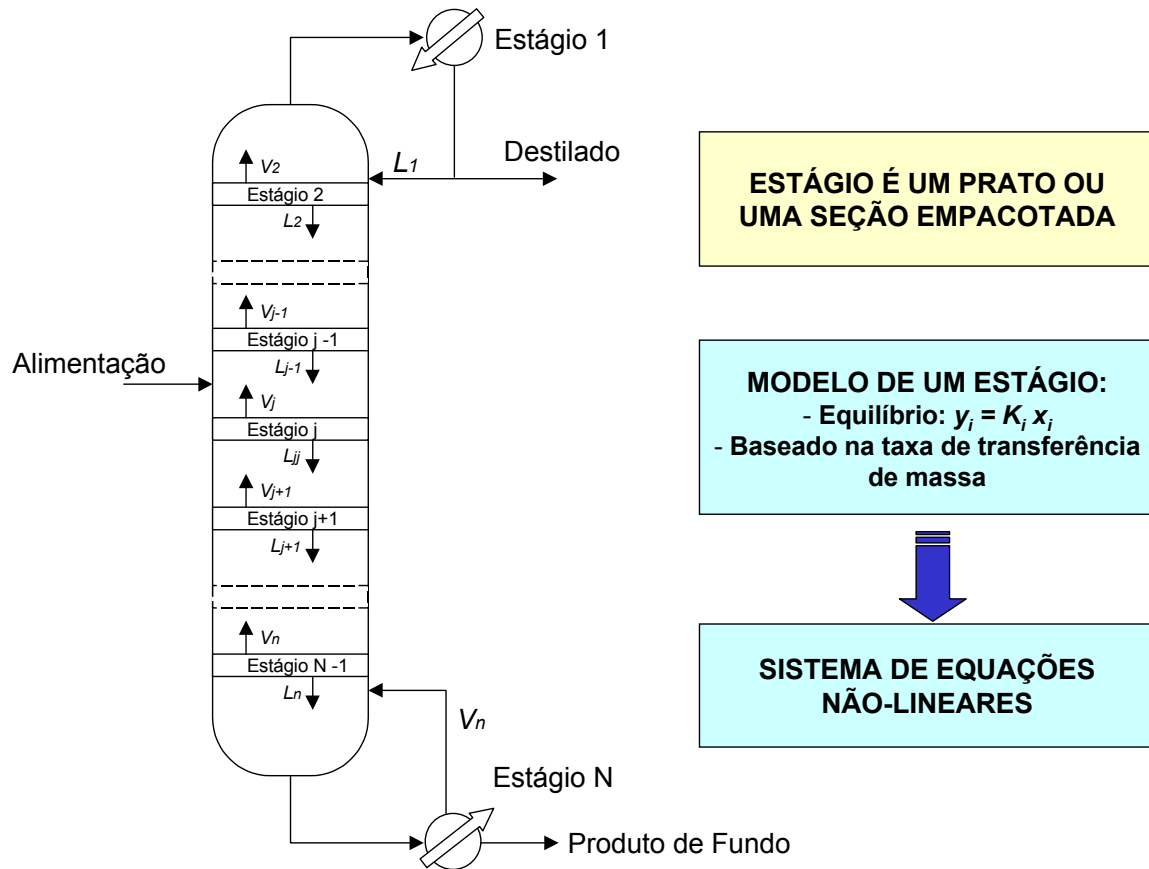 Estágio 1
Destilado
L1
V2
Estágio 2
L2
Vj-1
Estágio j -1
Lj-1
Alimentação
Vj
Estágio j
Ljj
Vj+1
Estágio j+1
Lj+1
Vn
Estágio N -1
Ln
Vn
Estágio N
Produto de Fundo
ESTÁGIO É UM PRATO OU
UMA SEÇÃO EMPACOTADA
MODELO DE UM ESTÁGIO:
- Equilíbrio: yi = Ki xi
- Baseado na taxa de transferência
de massa
SISTEMA DE EQUAÇÕES
NÃO-LINEARES